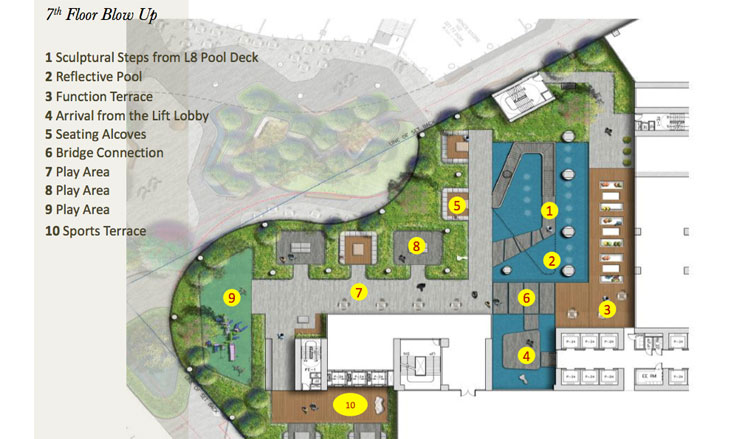 7th Floor Blow Up
1 Sculptural Steps from L8 Pool Deck
2 Reflective Pool
3 Function Terrace
4 Arrival from the Lift Lobby
5 Seating Alcoves
6 Bridge Connection
7 Play Area
8 Play Area
9 Play Area
10 Sports Terrace
5
1
8
2
9
7
6
3
4
10